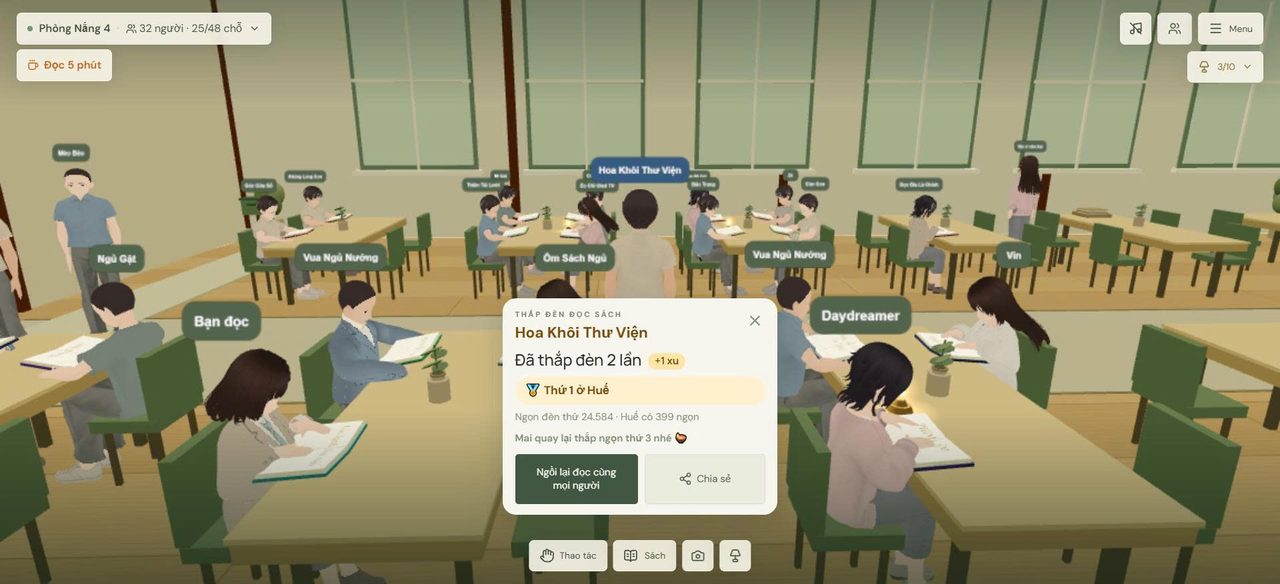 Phòng Nắng 4 · 32 người · 25/48 chỗ
Menu
Đọc 5 phút
3/10
Mèo Béo
Hoa Khôi Thư Viện
Ngủ Gật
Vua Ngủ Nướng
Ôm Sách Ngủ
Vua Ngủ Nướng
Vin
Bạn đọc
Daydreamer
THẮP ĐÈN ĐỌC SÁCH
Hoa Khôi Thư Viện
Đã thắp đèn 2 lần +1 xu
Thứ 1 ở Huế
Ngọn đèn thứ 24.584 · Huế có 399 ngọn
Mai quay lại thắp ngọn thứ 3 nhé
Ngồi lại đọc cùng
mọi người
Chia sẻ
Thao tác
Sách